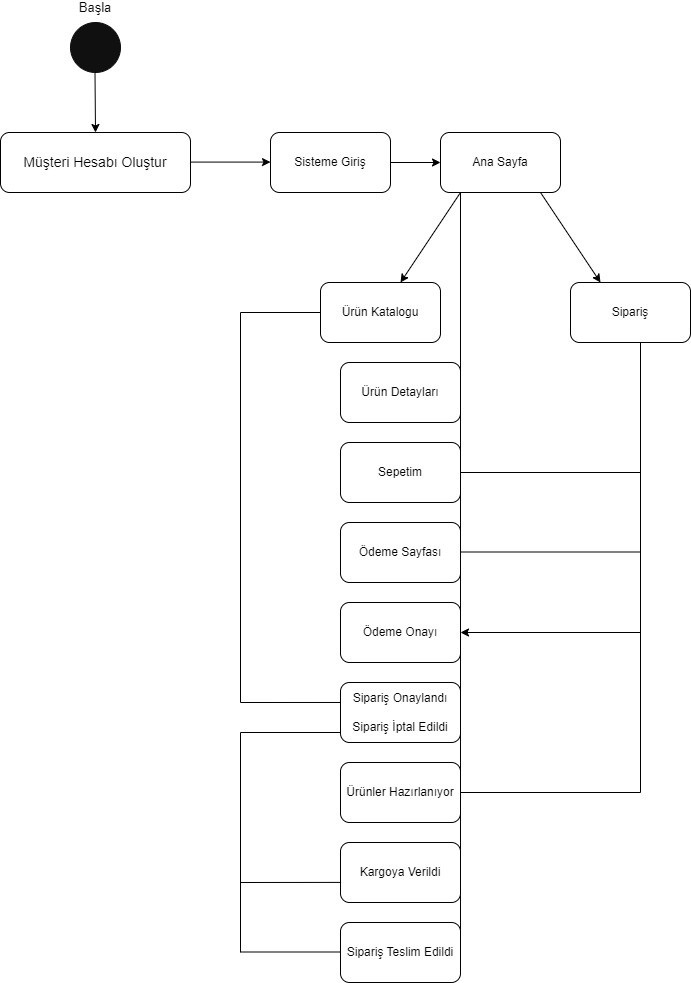 Başla
Müşteri Hesabı Oluştur
Sisteme Giriş
Ana Sayfa
Ürün Katalogu
Sipariş
Ürün Detayları
Sepetim
Ödeme Sayfası
Ödeme Onayı
Sipariş Onaylandı
Sipariş İptal Edildi
Ürünler Hazırlanıyor
Kargoya Verildi
Sipariş Teslim Edildi